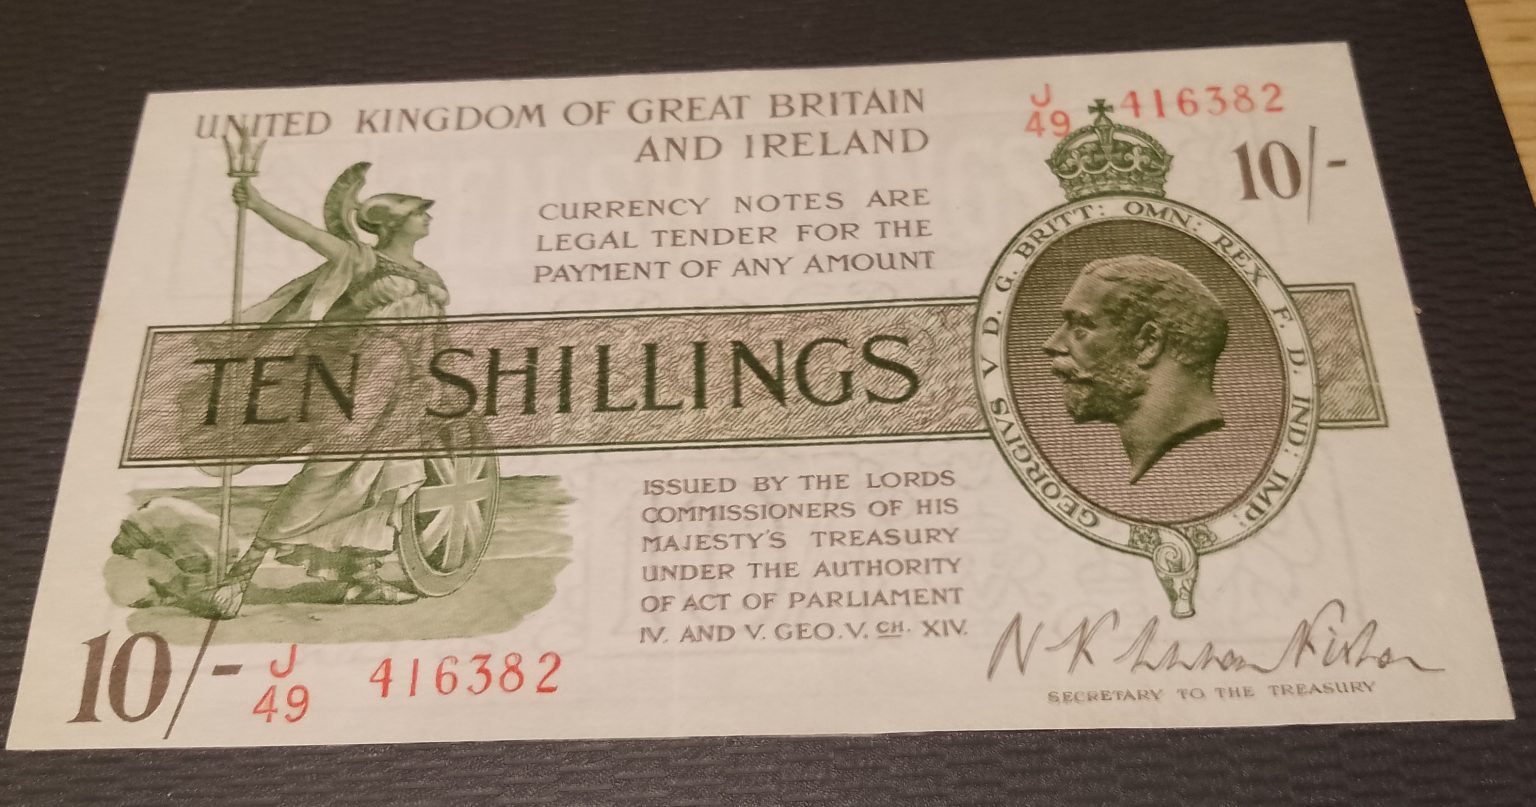 UNITED KINGDOM OF GREAT BRITAIN
AND IRELAND
J
49 416382
10/-
CURRENCY NOTES ARE
LEGAL TENDER FOR THE
PAYMENT OF ANY AMOUNT
GEORGIVS V D. G. BRITT: OMN: REX F. D. IND: IMP:
TEN SHILLINGS
ISSUED BY THE LORDS
COMMISSIONERS OF HIS
MAJESTY'S TREASURY
UNDER THE AUTHORITY
OF ACT OF PARLIAMENT
IV. AND V. GEO. V. CH. XIV.
N K Warren Fisher
SECRETARY TO THE TREASURY
10/-
J
49 416382